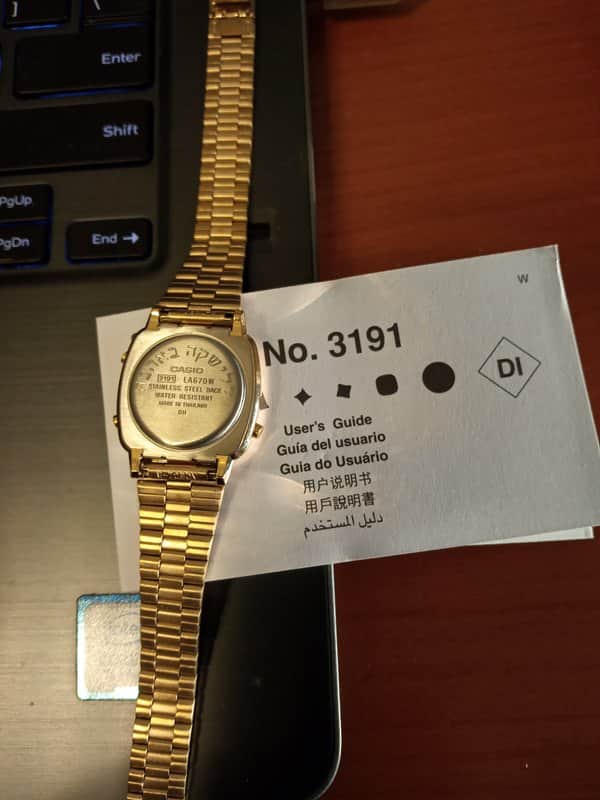 \
Enter
Shift
PgUp
PgDn
End →
W
No. 3191
DI
User's Guide
Guía del usuario
Guia do Usuário
用户说明书
用戶說明書
دليل المستخدم
CASIO
3191 LA670W
STAINLESS STEEL BACK
WATER RESISTANT
MADE IN THAILAND